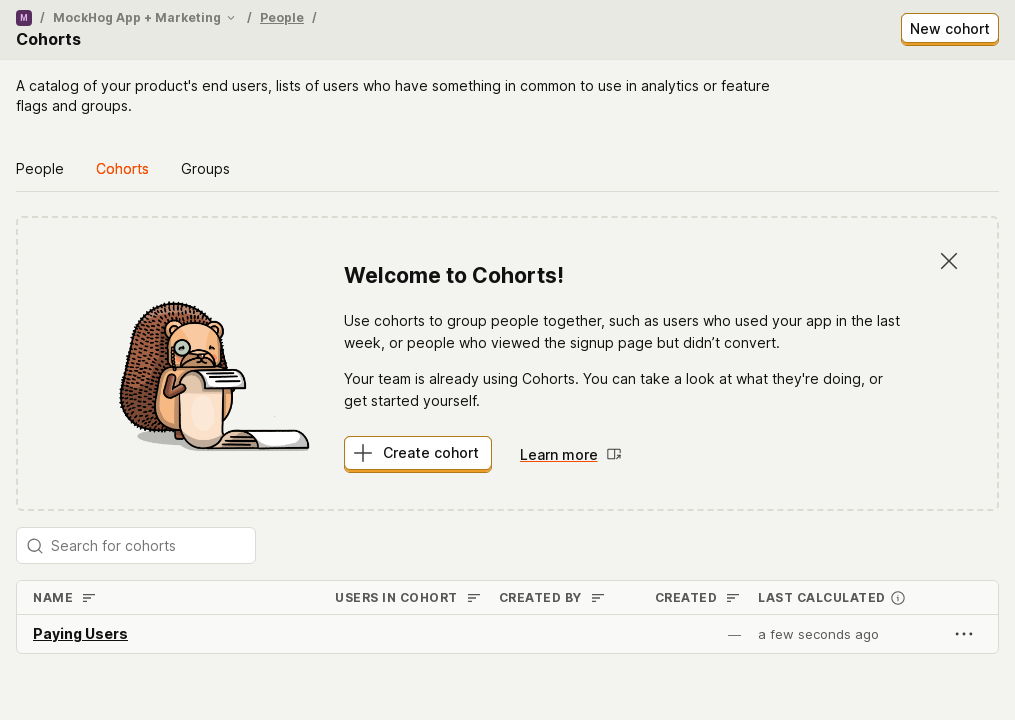 M / MockHog App + Marketing / People /
Cohorts
New cohort
A catalog of your product's end users, lists of users who have something in common to use in analytics or feature
flags and groups.
People Cohorts Groups
Welcome to Cohorts!
Use cohorts to group people together, such as users who used your app in the last
week, or people who viewed the signup page but didn’t convert.
Your team is already using Cohorts. You can take a look at what they're doing, or
get started yourself.
Create cohort Learn more
Search for cohorts
NAME USERS IN COHORT CREATED BY CREATED LAST CALCULATED
Paying Users — a few seconds ago